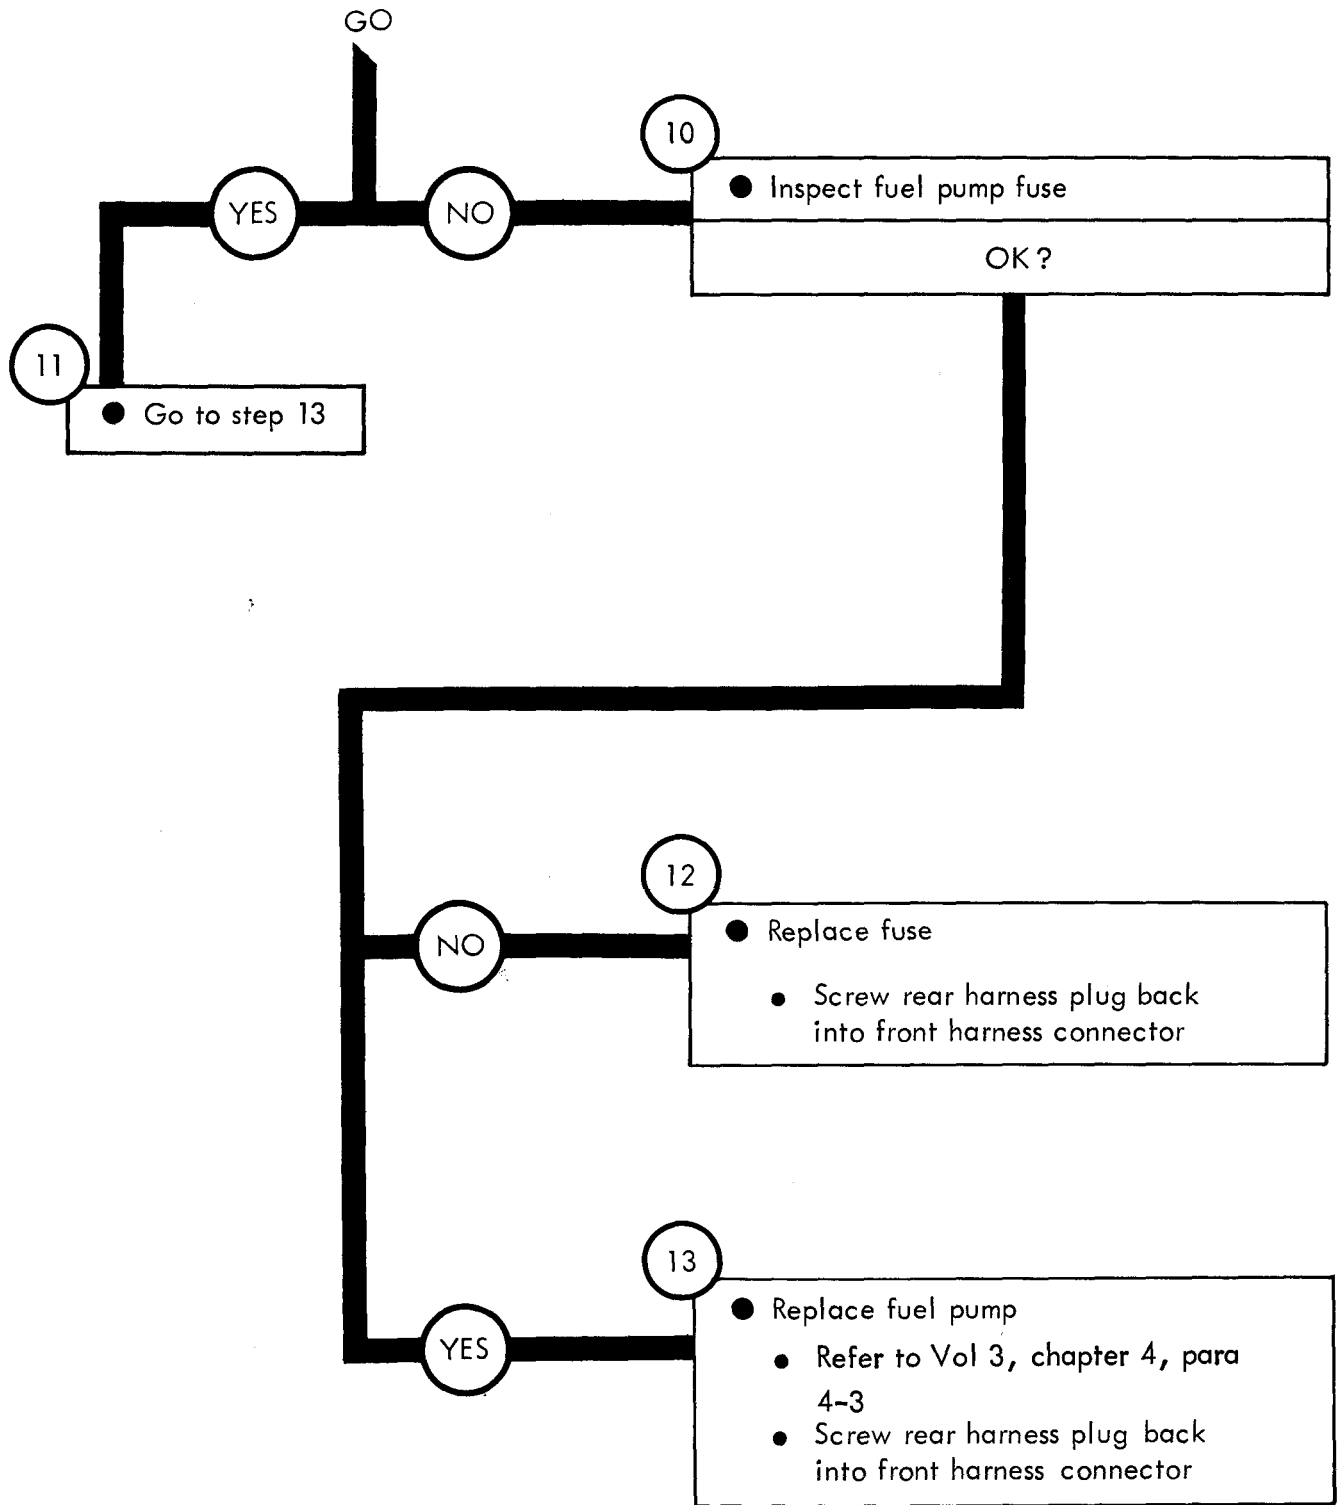 GO
10
● Inspect fuel pump fuse
YES
NO
OK?
11
● Go to step 13
12
● Replace fuse
NO
● Screw rear harness plug back
into front harness connector
13
● Replace fuel pump
YES
● Refer to Vol 3, chapter 4, para
4-3
● Screw rear harness plug back
into front harness connector